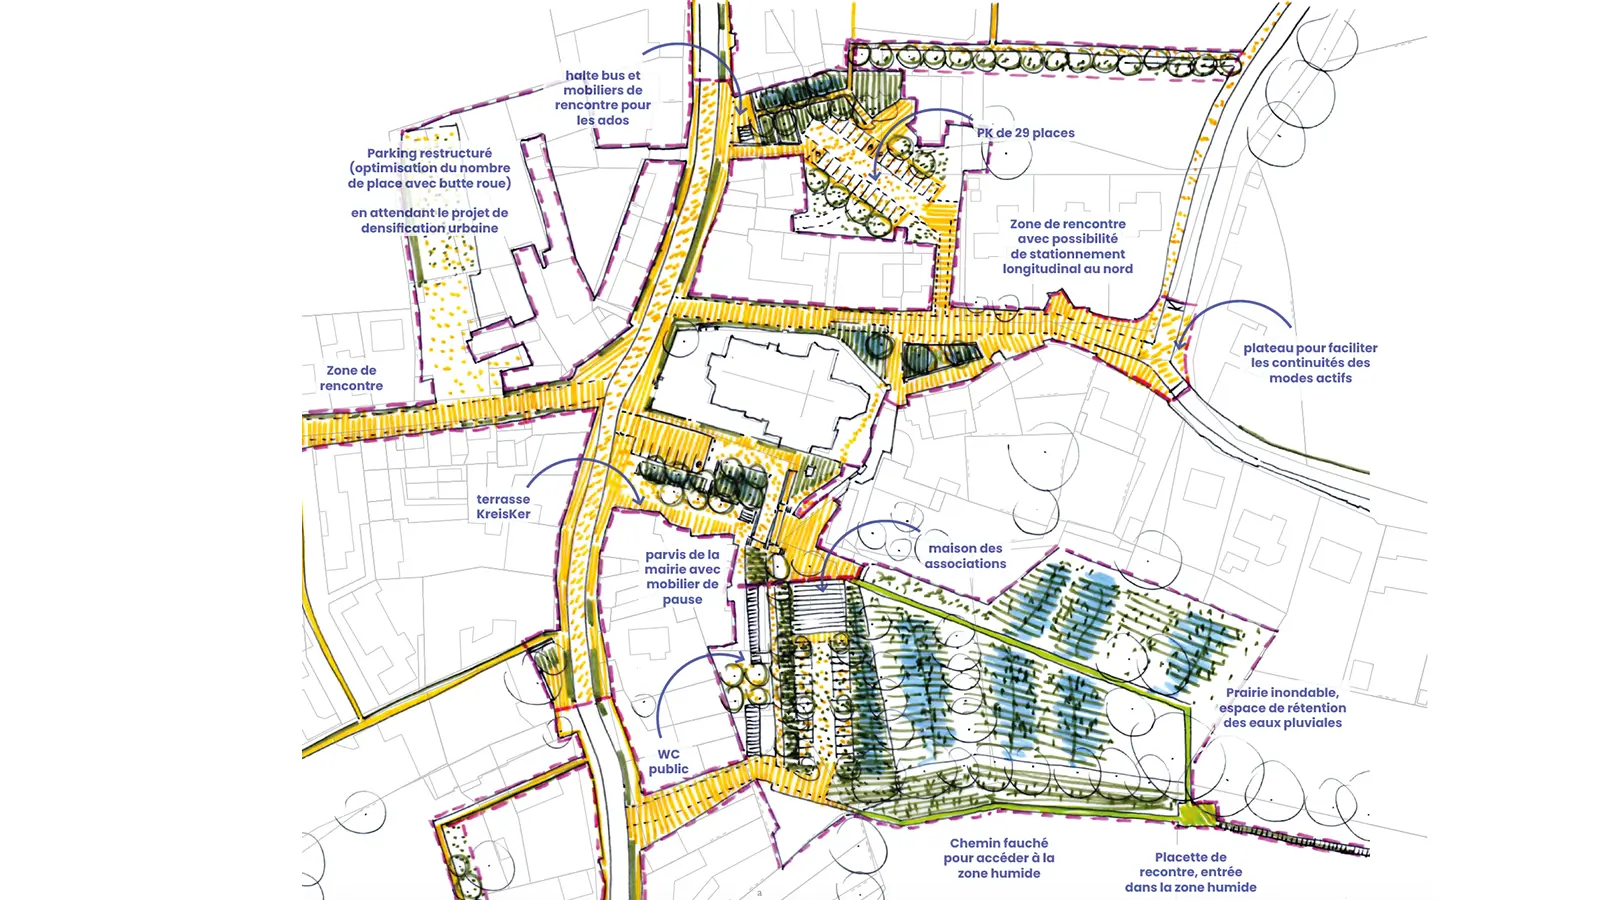 halte bus et
mobiliers de
rencontre pour
les ados
PK de 29 places
Parking restructuré
(optimisation du nombre
de place avec butte roue)
en attendant le projet de
densification urbaine
Zone de rencontre
avec possibilité
de stationnement
longitudinal au nord
plateau pour faciliter
les continuités des
modes actifs
Zone de
rencontre
terrasse
KreisKer
parvis de la
mairie avec
mobilier de
pause
maison des
associations
Prairie inondable,
espace de rétention
des eaux pluviales
WC
public
Chemin fauché
pour accéder à la
zone humide
Placette de
recontre, entrée
dans la zone humide
a